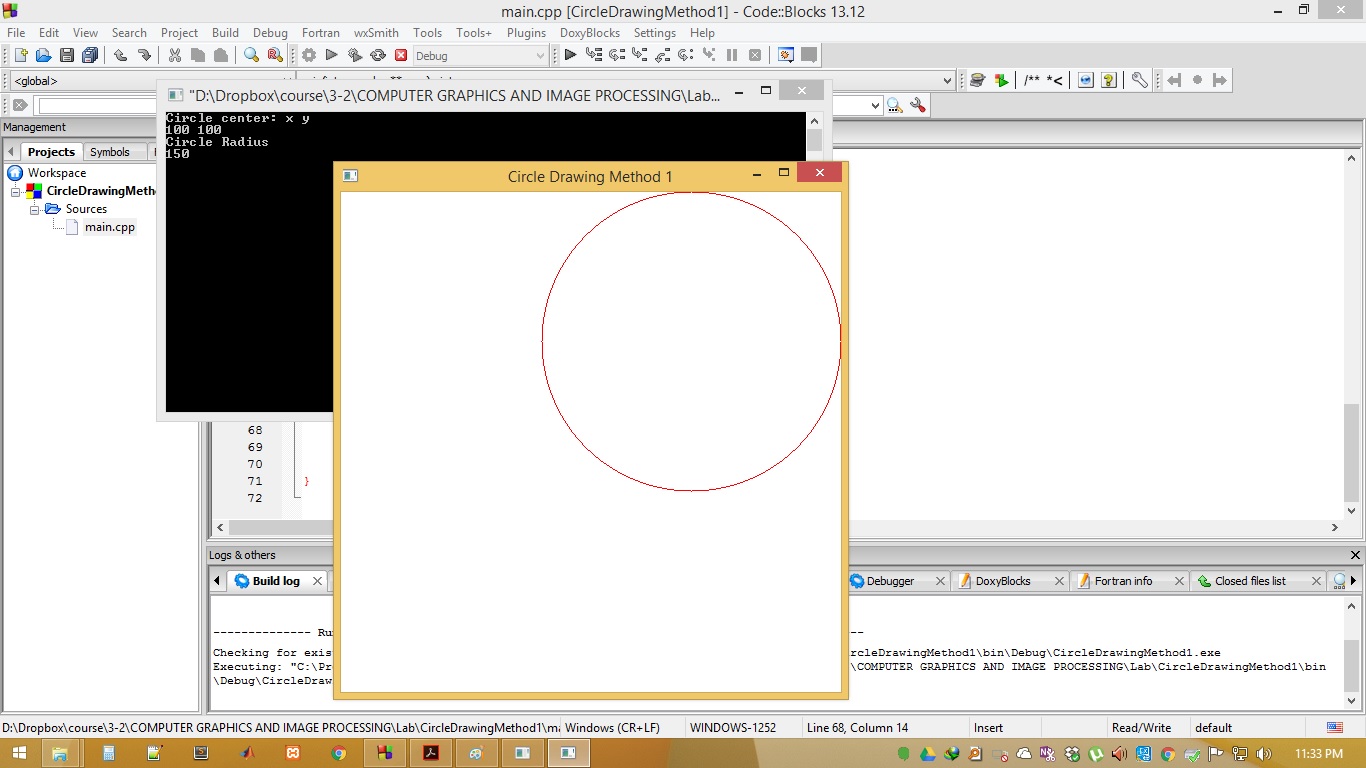 main.cpp [CircleDrawingMethod1] - Code::Blocks 13.12
File Edit View Search Project Build Debug Fortran wxSmith Tools Tools+ Plugins DoxyBlocks Settings Help
Debug
<global>
/** *<
"D:\Dropbox\course\3-2\COMPUTER GRAPHICS AND IMAGE PROCESSING\Lab...
Circle center: x y
100 100
Circle Radius
150
Management
Projects Symbols
Workspace
CircleDrawingMetho
Sources
main.cpp
Circle Drawing Method 1
68
69
70
71 }
72
Logs & others
Build log Debugger DoxyBlocks Fortran info Closed files list
-------------- Ru --
Checking for exis rcleDrawingMethod1\bin\Debug\CircleDrawingMethod1.exe
Executing: "C:\Pr \COMPUTER GRAPHICS AND IMAGE PROCESSING\Lab\CircleDrawingMethod1\bin
\Debug\CircleDraw
D:\Dropbox\course\3-2\COMPUTER GRAPHICS AND IMAGE PROCESSING\Lab\CircleDrawingMethod1\ma Windows (CR+LF) WINDOWS-1252 Line 68, Column 14 Insert Read/Write default
11:33 PM